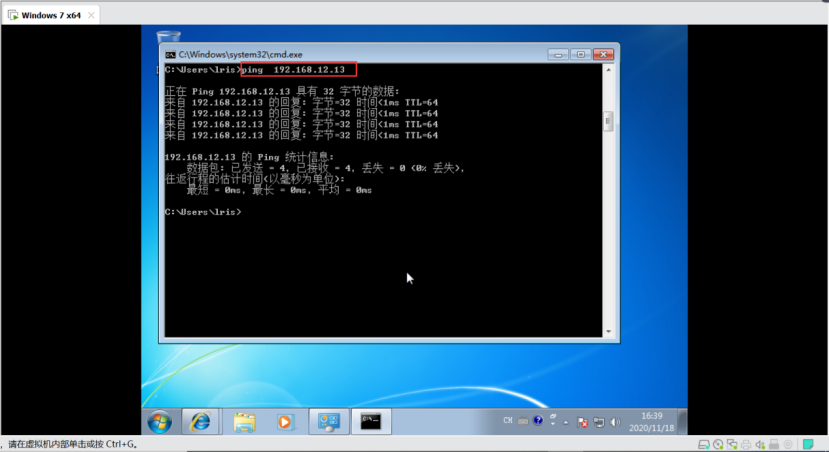 Windows 7 x64
C:\Windows\system32\cmd.exe
C:\Users\lris>ping 192.168.12.13
正在 Ping 192.168.12.13 具有 32 字节的数据:
来自 192.168.12.13 的回复: 字节=32 时间<1ms TTL=64
来自 192.168.12.13 的回复: 字节=32 时间<1ms TTL=64
来自 192.168.12.13 的回复: 字节=32 时间<1ms TTL=64
来自 192.168.12.13 的回复: 字节=32 时间<1ms TTL=64
192.168.12.13 的 Ping 统计信息:
数据包: 已发送 = 4, 已接收 = 4, 丢失 = 0 (0% 丢失),
往返行程的估计时间(以毫秒为单位):
最短 = 0ms, 最长 = 0ms, 平均 = 0ms
C:\Users\lris>
CH
16:39
2020/11/18
, 请在虚拟机内部单击或按 Ctrl+G。